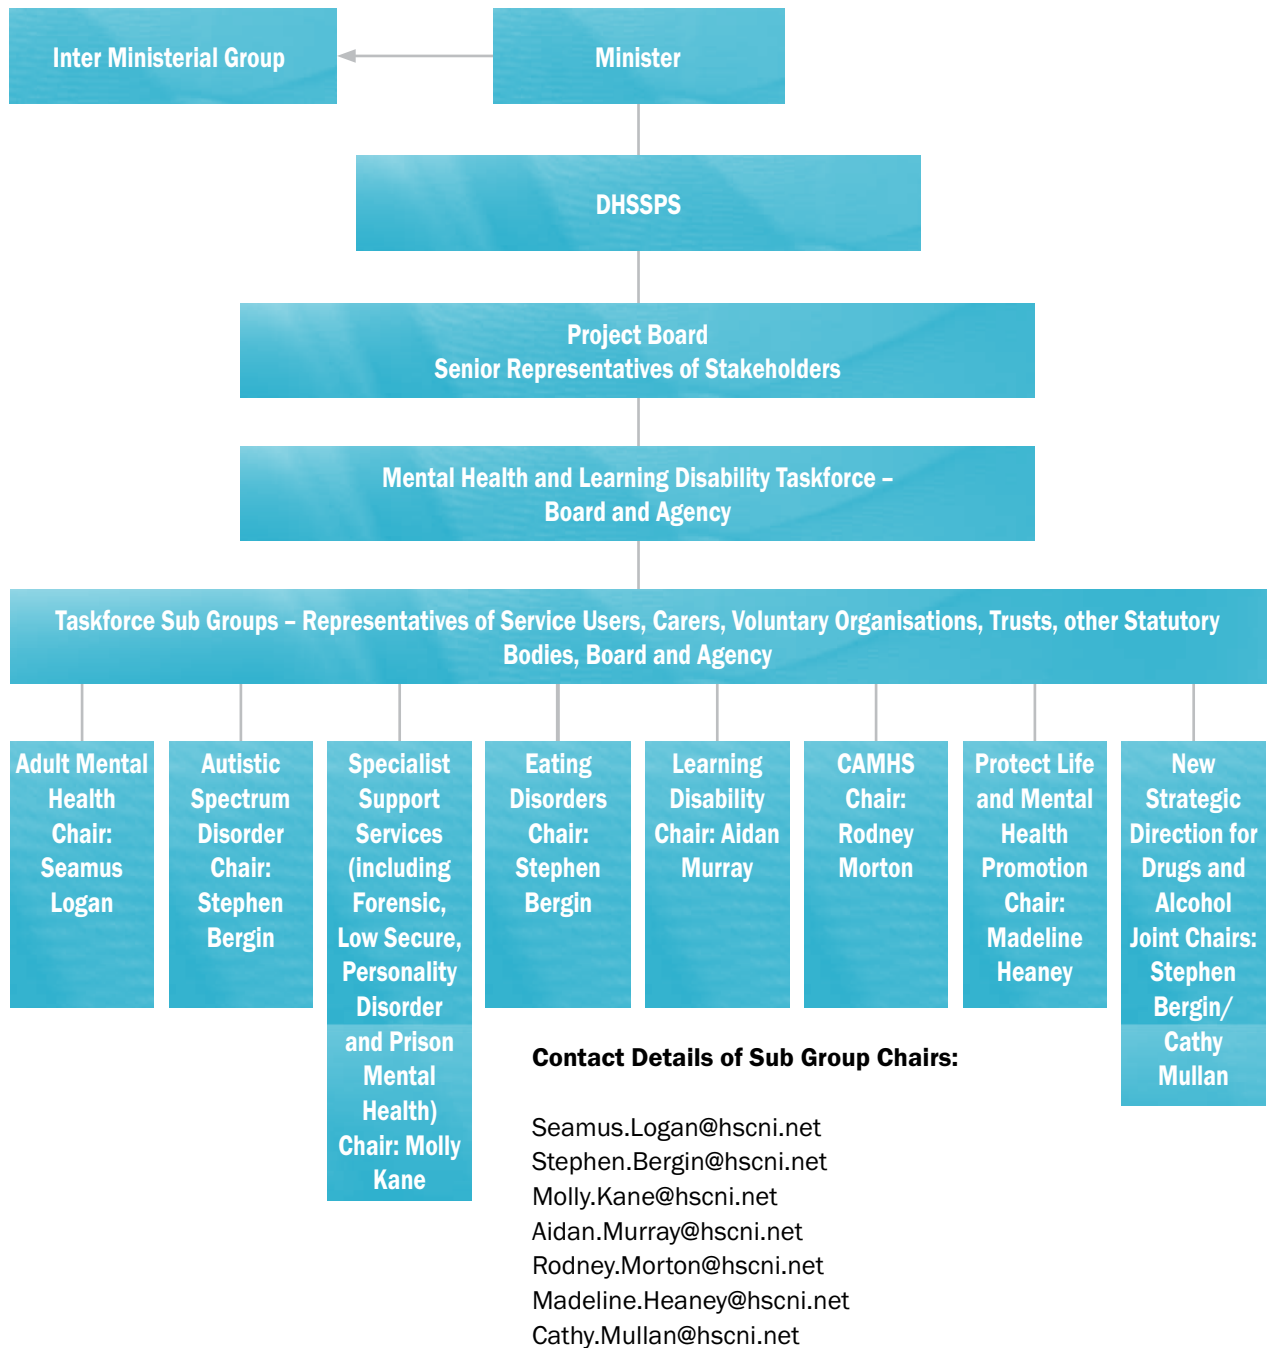 Inter Ministerial Group
Minister
DHSSPS
Project Board
Senior Representatives of Stakeholders
Mental Health and Learning Disability Taskforce –
Board and Agency
Taskforce Sub Groups – Representatives of Service Users, Carers, Voluntary Organisations, Trusts, other Statutory
Bodies, Board and Agency
Adult Mental
Health
Chair:
Seamus
Logan
Autistic
Spectrum
Disorder
Chair:
Stephen
Bergin
Specialist
Support
Services
(including
Forensic,
Low Secure,
Personality
Disorder
and Prison
Mental
Health)
Chair: Molly
Kane
Eating
Disorders
Chair:
Stephen
Bergin
Learning
Disability
Chair: Aidan
Murray
CAMHS
Chair:
Rodney
Morton
Protect Life
and Mental
Health
Promotion
Chair:
Madeline
Heaney
New
Strategic
Direction for
Drugs and
Alcohol
Joint Chairs:
Stephen
Bergin/
Cathy
Mullan
Contact Details of Sub Group Chairs:
Seamus.Logan@hscni.net
Stephen.Bergin@hscni.net
Molly.Kane@hscni.net
Aidan.Murray@hscni.net
Rodney.Morton@hscni.net
Madeline.Heaney@hscni.net
Cathy.Mullan@hscni.net